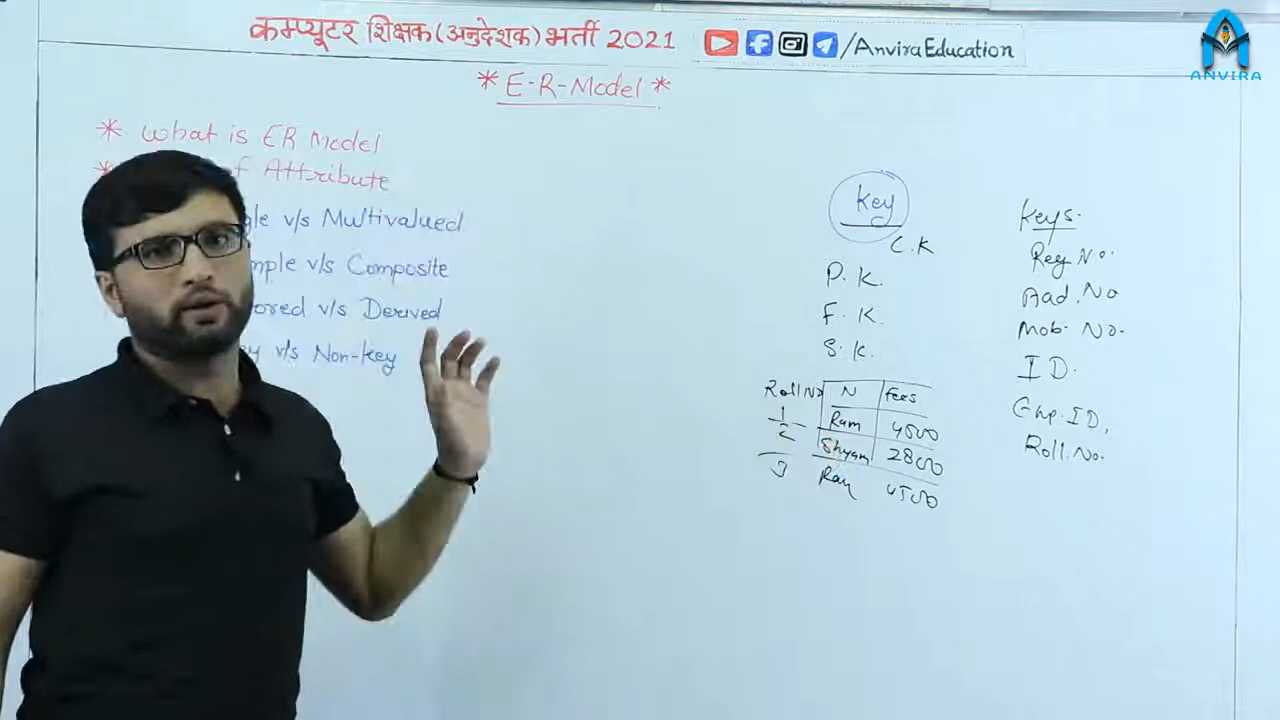 कम्प्यूटर शिक्षक (अनुदेशक) भर्ती 2021
/AnviraEducation
ANVIRA
* E-R-Model *
* What is ER Model
* of Attribute
v/s Multivalued
v/s Composite
v/s Derived
v/s Non-key
Key
C.K
P.K.
F.K.
S.K.
Roll No N Fees
1 Ram 4500
2 Shyam 2800
3 Ram 4500
Keys.
Reg No.
Aad. No
Mob. No.
ID.
Emp. ID,
Roll. No.